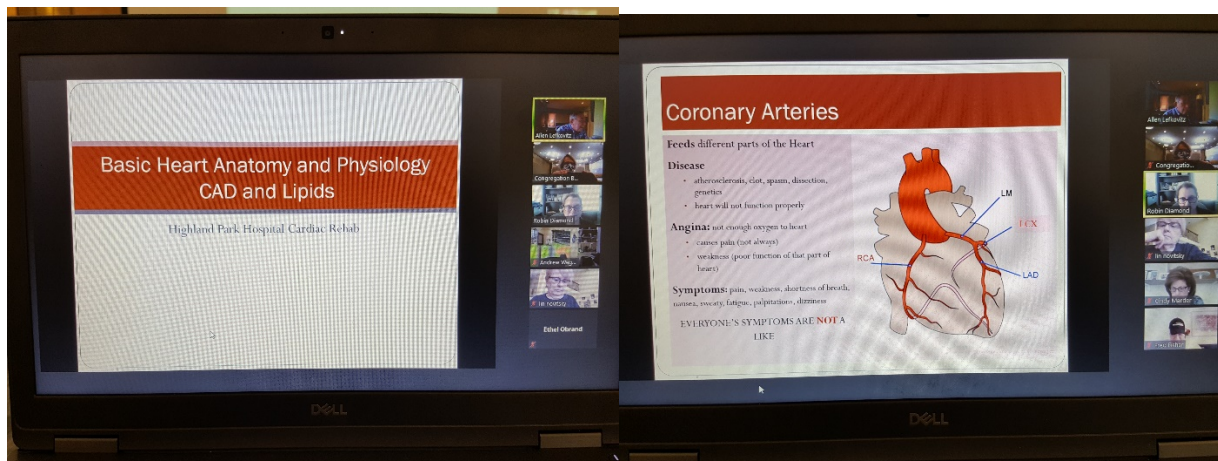 Basic Heart Anatomy and Physiology
CAD and Lipids
Highland Park Hospital Cardiac Rehab
Allen Lefkovitz
Congregation B...
Robin Diamond
Andrew
Ethel Obrand
DELL
Coronary Arteries
Feeds different parts of the Heart
Disease
• atherosclerosis, clot, spasm, dissection,
genetics
• heart will not function properly
Angina: not enough oxygen to heart
• causes pain (not always)
• weakness (poor function of that part of
heart)
Symptoms: pain, weakness, shortness of breath,
nausea, sweaty, fatigue, palpitations, dizziness
EVERYONE'S SYMPTOMS ARE NOT A
LIKE
LM
LCX
RCA
LAD
Allen Lefkovitz
Congregatio...
Robin Diamond
DELL